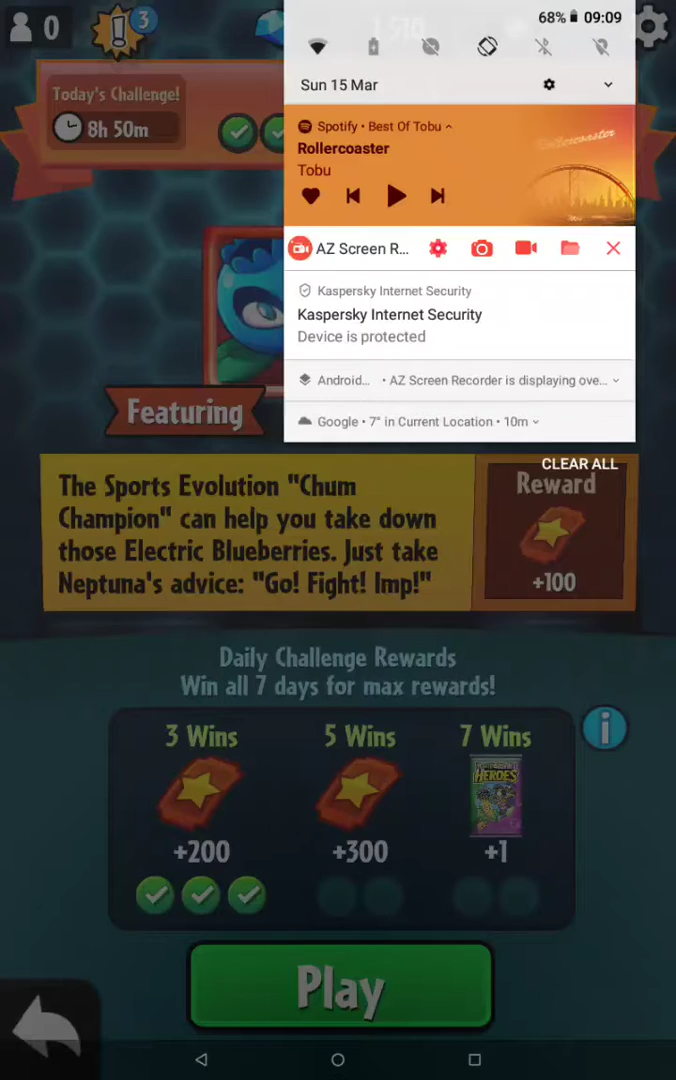 0
3
1,510
68% 09:09
Sun 15 Mar
Today's Challenge!
8h 50m
Spotify • Best Of Tobu
Rollercoaster
Tobu
AZ Screen R...
Kaspersky Internet Security
Kaspersky Internet Security
Device is protected
Android... • AZ Screen Recorder is displaying ove...
Google • 7° in Current Location • 10m
CLEAR ALL
Featuring
The Sports Evolution "Chum
Champion" can help you take down
those Electric Blueberries. Just take
Neptuna's advice: "Go! Fight! Imp!"
Reward
+100
Daily Challenge Rewards
Win all 7 days for max rewards!
3 Wins
5 Wins
7 Wins
HEROES
+200
+300
+1
Play